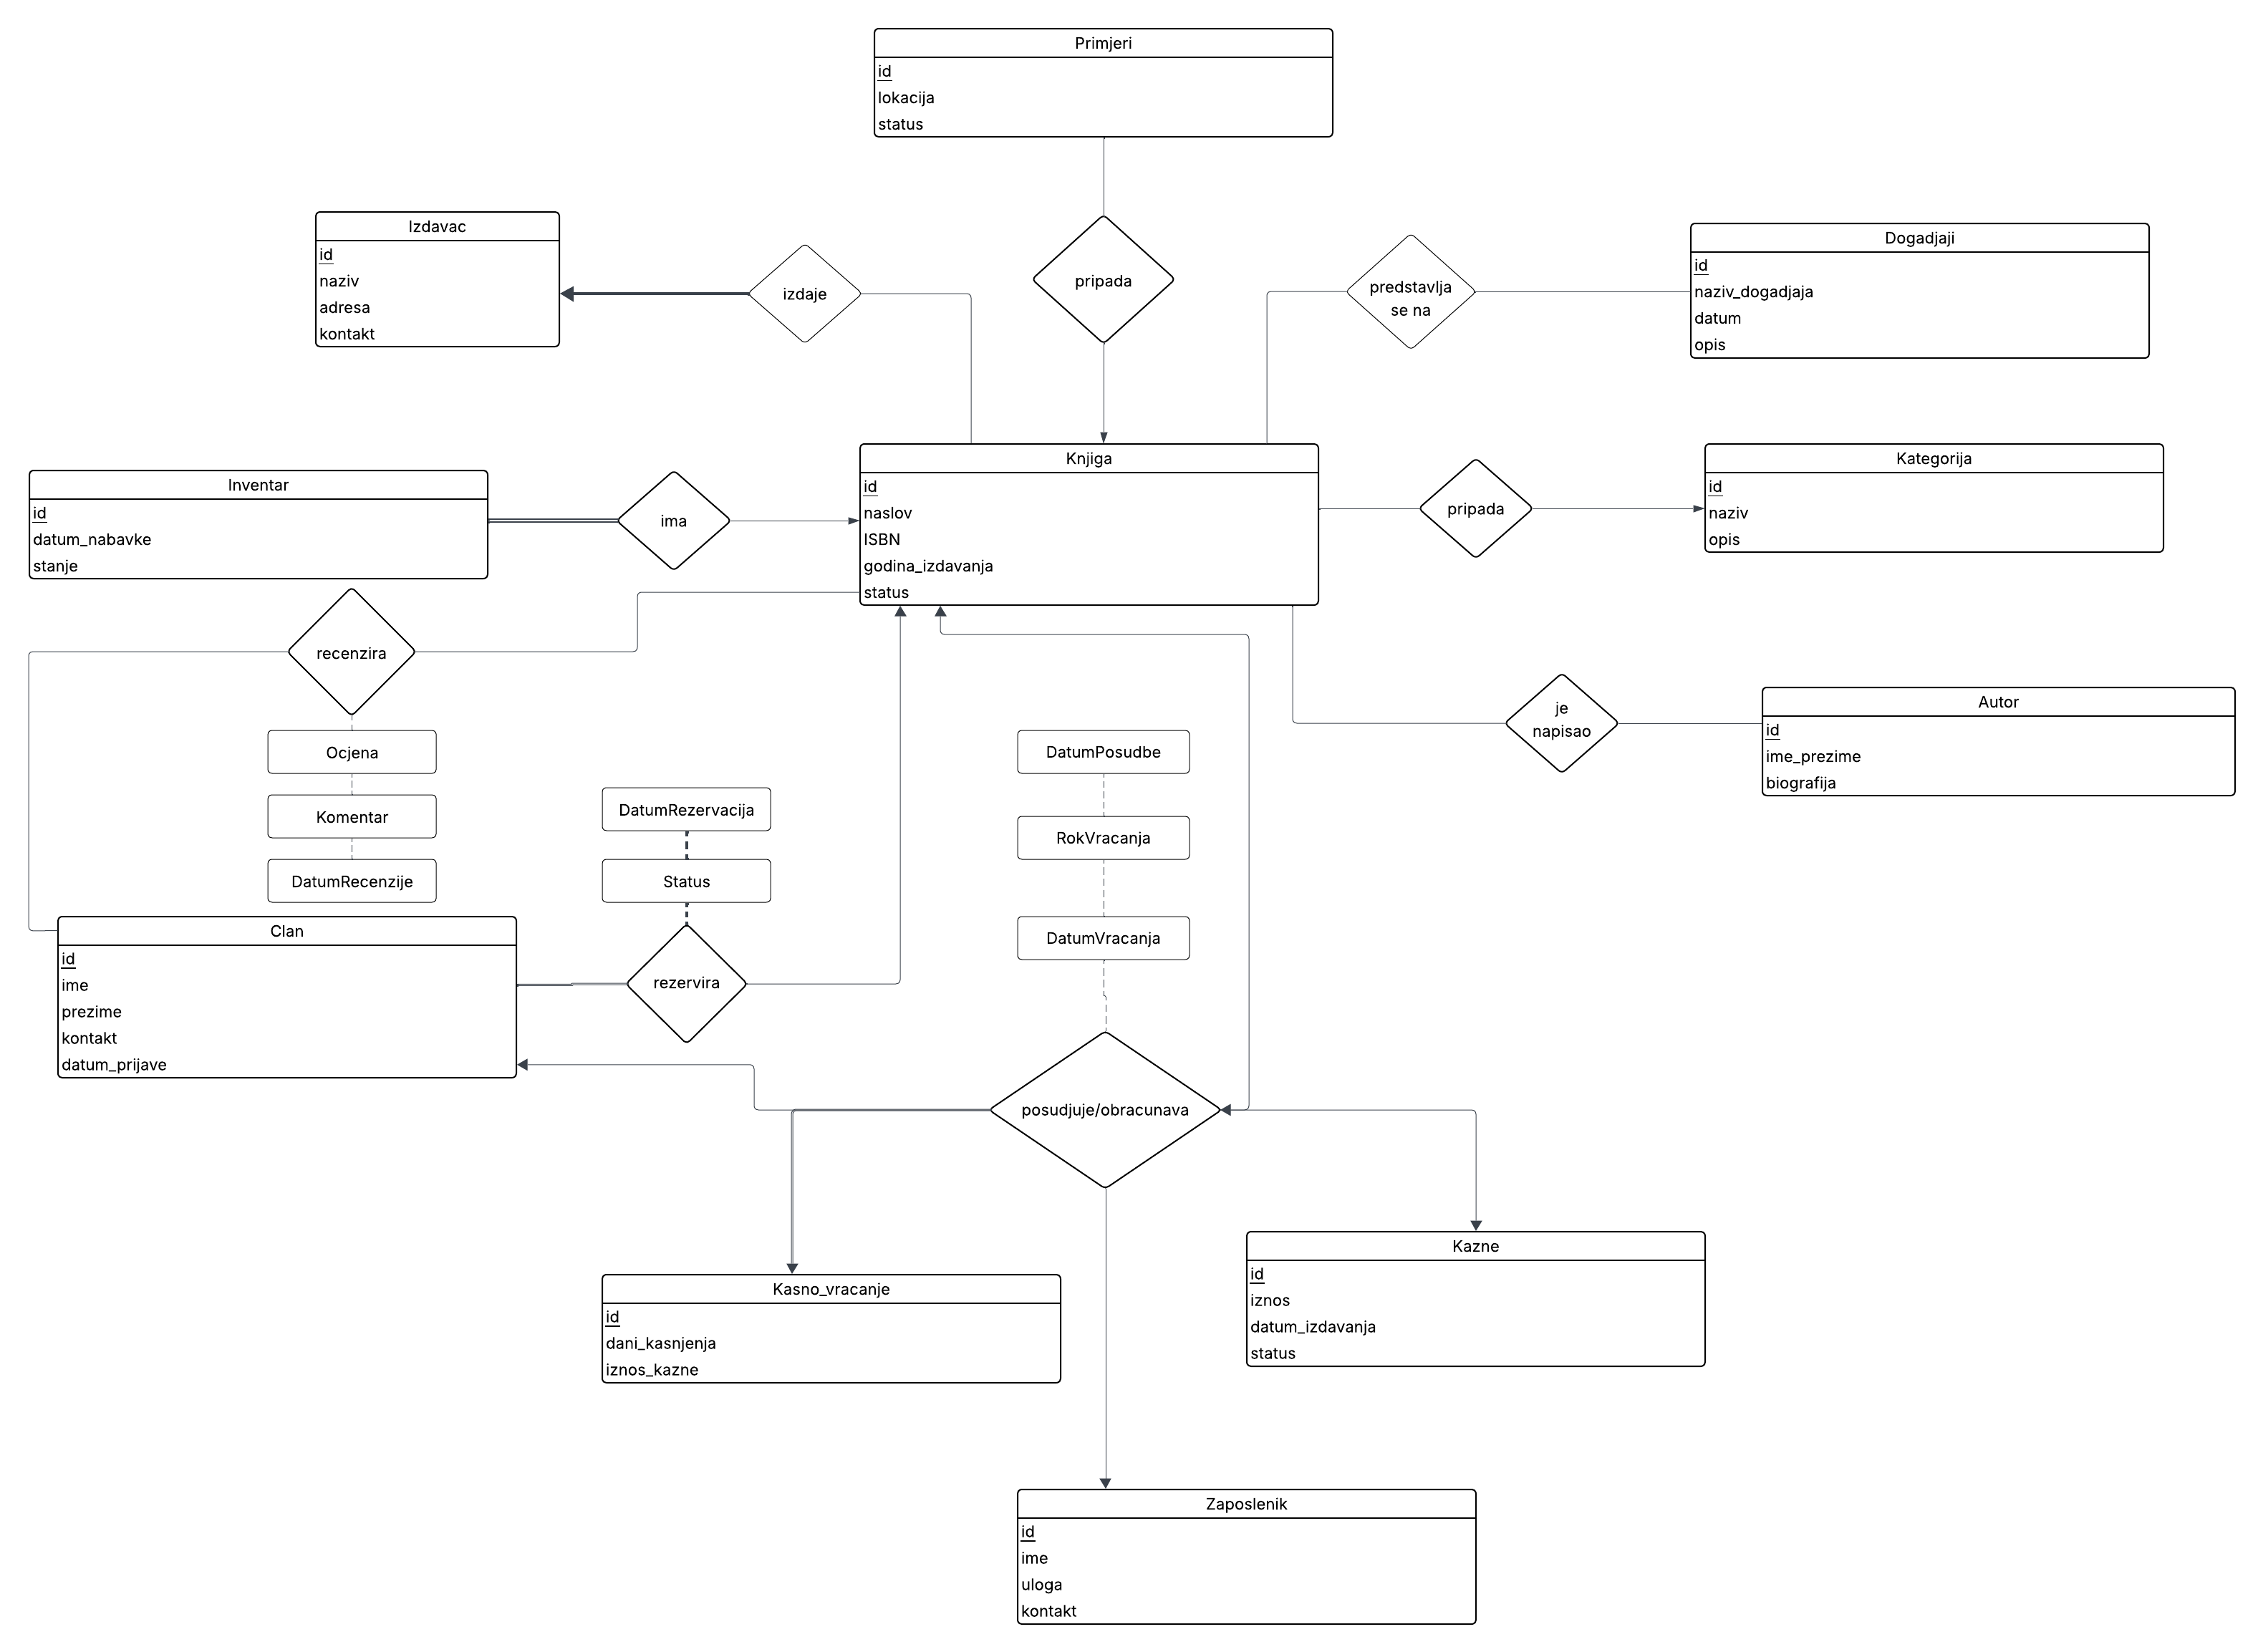 Primjeri
id
lokacija
status
Izdavac
id
naziv
adresa
kontakt
izdaje
pripada
predstavlja
se na
Dogadjaji
id
naziv_dogadjaja
datum
opis
Inventar
id
datum_nabavke
stanje
ima
Knjiga
id
naslov
ISBN
godina_izdavanja
status
pripada
Kategorija
id
naziv
opis
recenzira
Ocjena
Komentar
DatumRecenzije
DatumRezervacija
Status
rezervira
DatumPosudbe
RokVracanja
DatumVracanja
je
napisao
Autor
id
ime_prezime
biografija
Clan
id
ime
prezime
kontakt
datum_prijave
posudjuje/obracunava
Kasno_vracanje
id
dani_kasnjenja
iznos_kazne
Kazne
id
iznos
datum_izdavanja
status
Zaposlenik
id
ime
uloga
kontakt